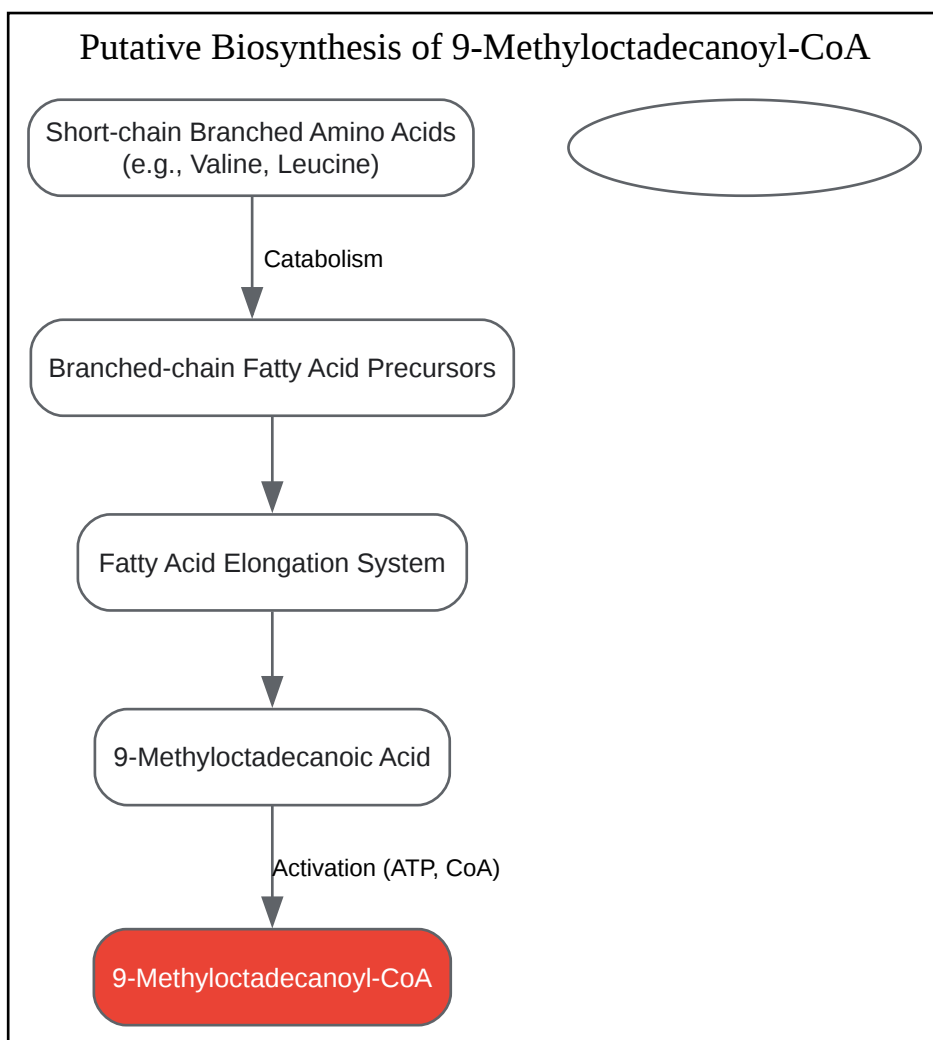 Putative Biosynthesis of 9-Methyloctadecanoyl-CoA
Short-chain Branched Amino Acids
(e.g., Valine, Leucine)
Catabolism
Branched-chain Fatty Acid Precursors
Fatty Acid Elongation System
9-Methyloctadecanoic Acid
Activation (ATP, CoA)
9-Methyloctadecanoyl-CoA